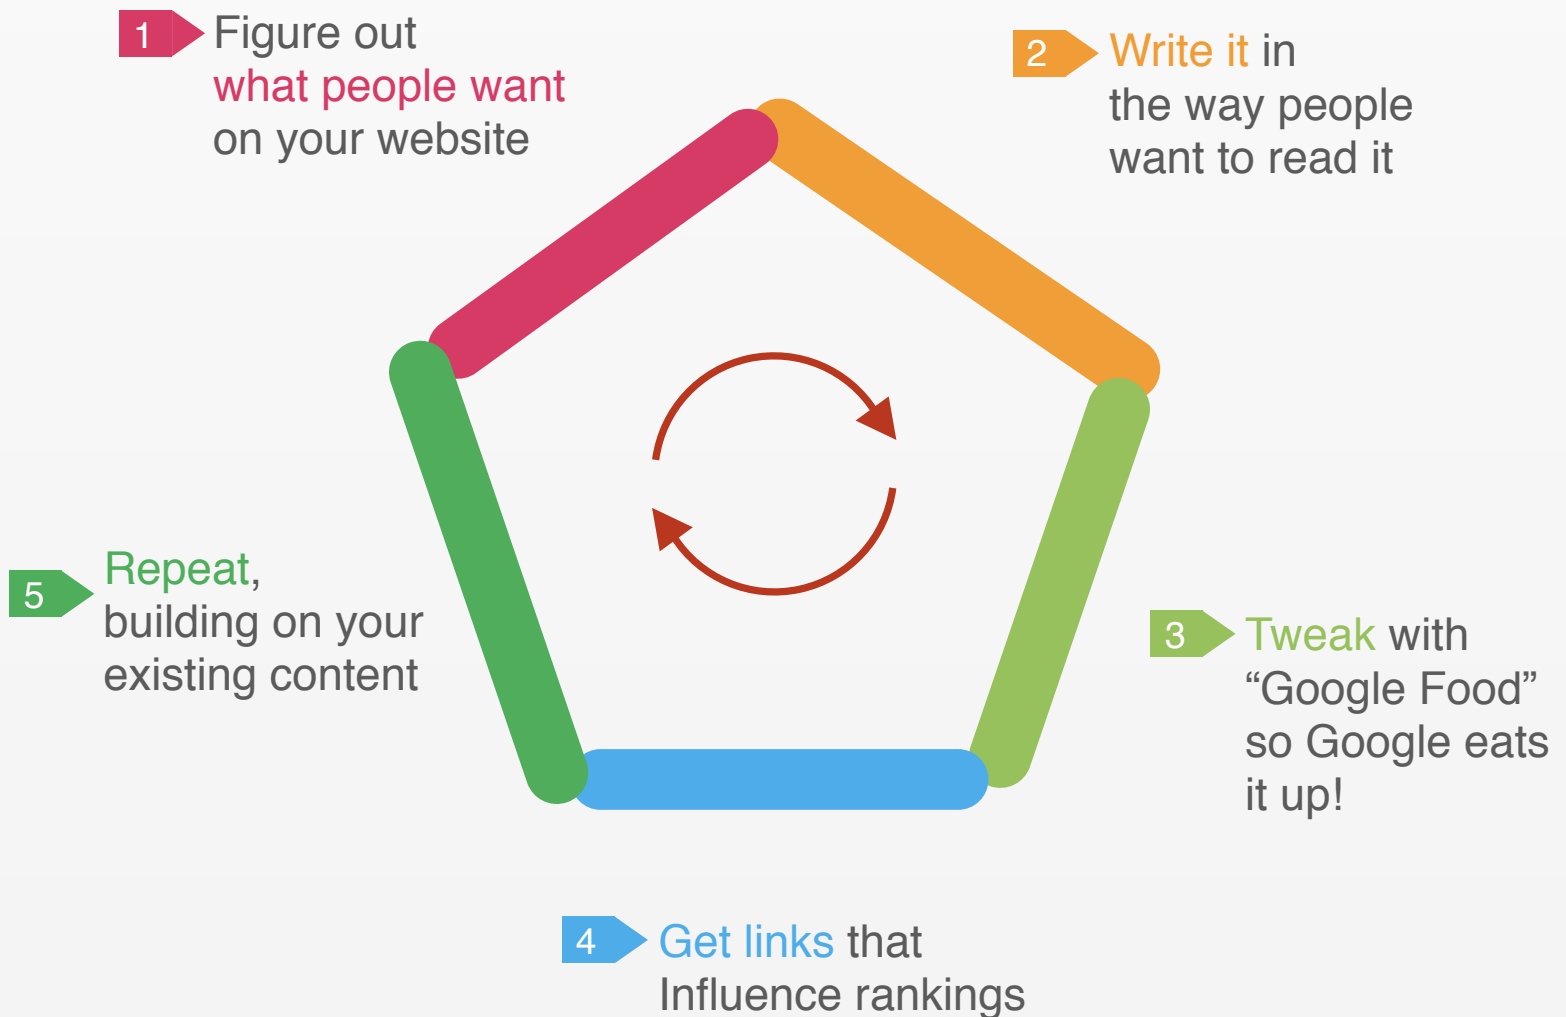 1
Figure out
what people want
on your website
2
Write it in
the way people
want to read it
3
Tweak with
“Google Food”
so Google eats
it up!
4
Get links that
Influence rankings
5
Repeat,
building on your
existing content